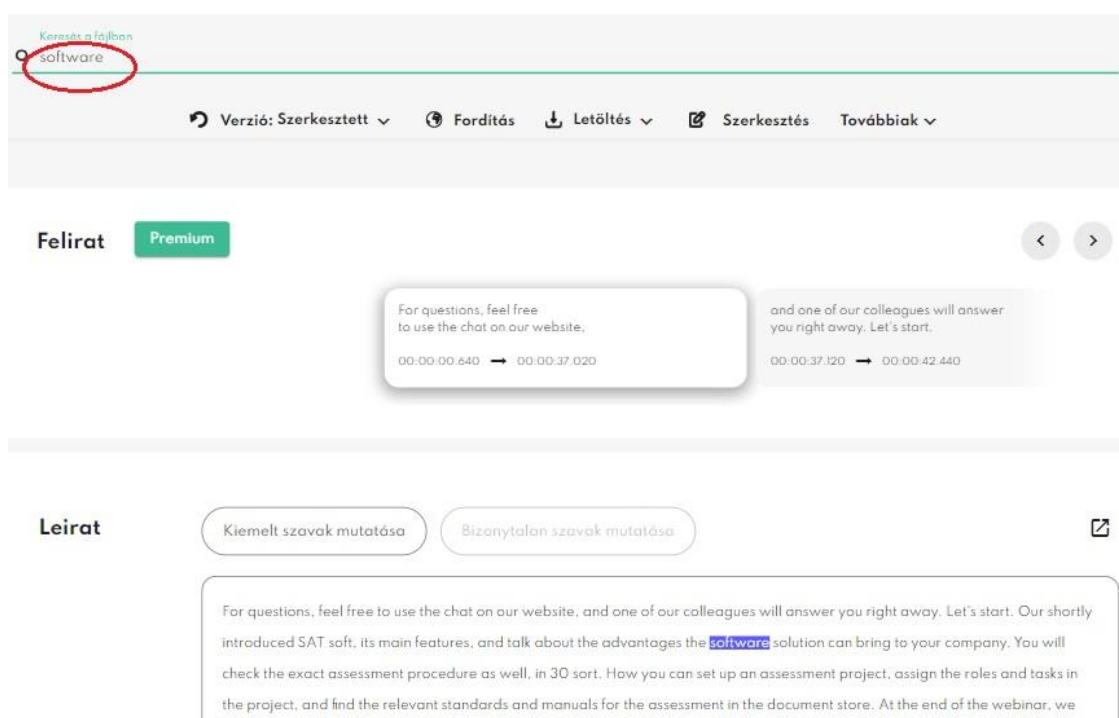 Keresés a fájlban
software
Verzió: Szerkesztett
Fordítás
Letöltés
Szerkesztés
Továbbiak
Felirat
Premium
For questions, feel free
to use the chat on our website,
00:00:00.640 → 00:00:37.020
and one of our colleagues will answer
you right away. Let's start.
00:00:37.120 → 00:00:42.440
Leirat
Kiemelt szavak mutatása
Bizonytalan szavak mutatása
For questions, feel free to use the chat on our website, and one of our colleagues will answer you right away. Let's start. Our shortly
introduced SAT soft, its main features, and talk about the advantages the software solution can bring to your company. You will
check the exact assessment procedure as well, in 30 sort. How you can set up an assessment project, assign the roles and tasks in
the project, and find the relevant standards and manuals for the assessment in the document store. At the end of the webinar, we